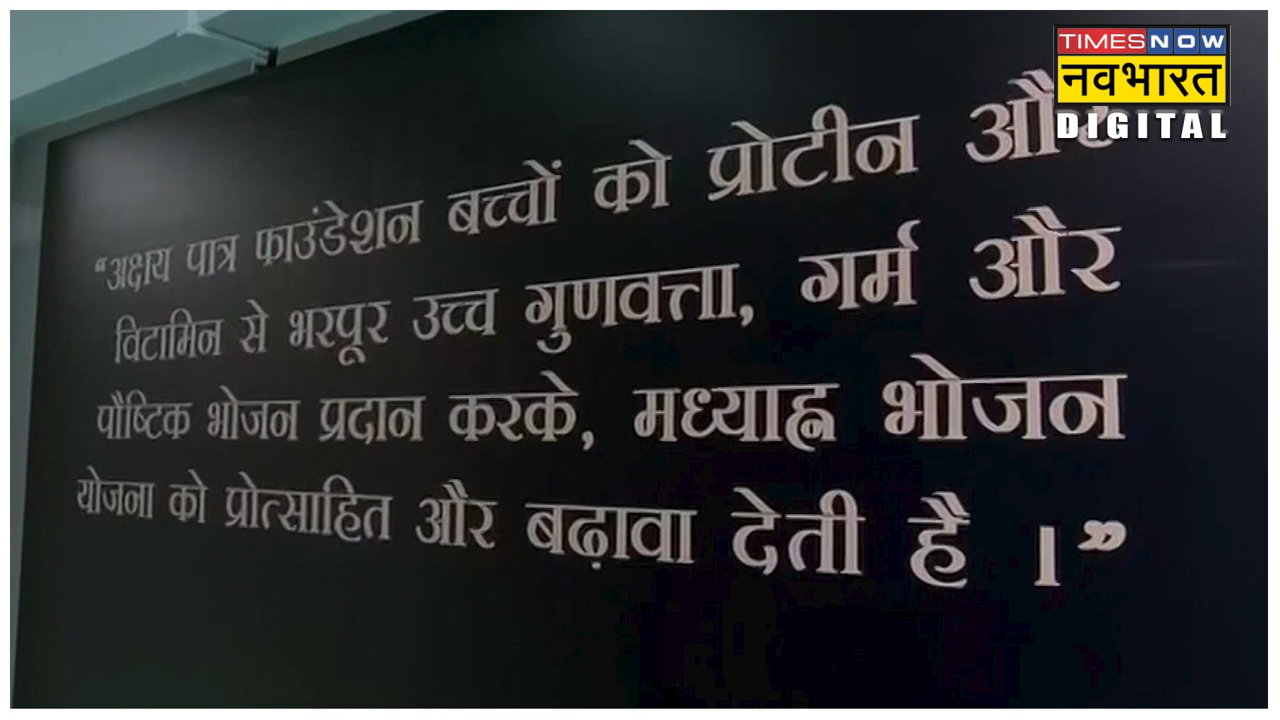 TIMES NOW
नवभारत
DIGITAL
“अक्षय पात्र फाउंडेशन बच्चों को प्रोटीन और
विटामिन से भरपूर उच्च गुणवत्ता, गर्म और
पौष्टिक भोजन प्रदान करके, मध्याह्न भोजन
योजना को प्रोत्साहित और बढ़ावा देती है ।”